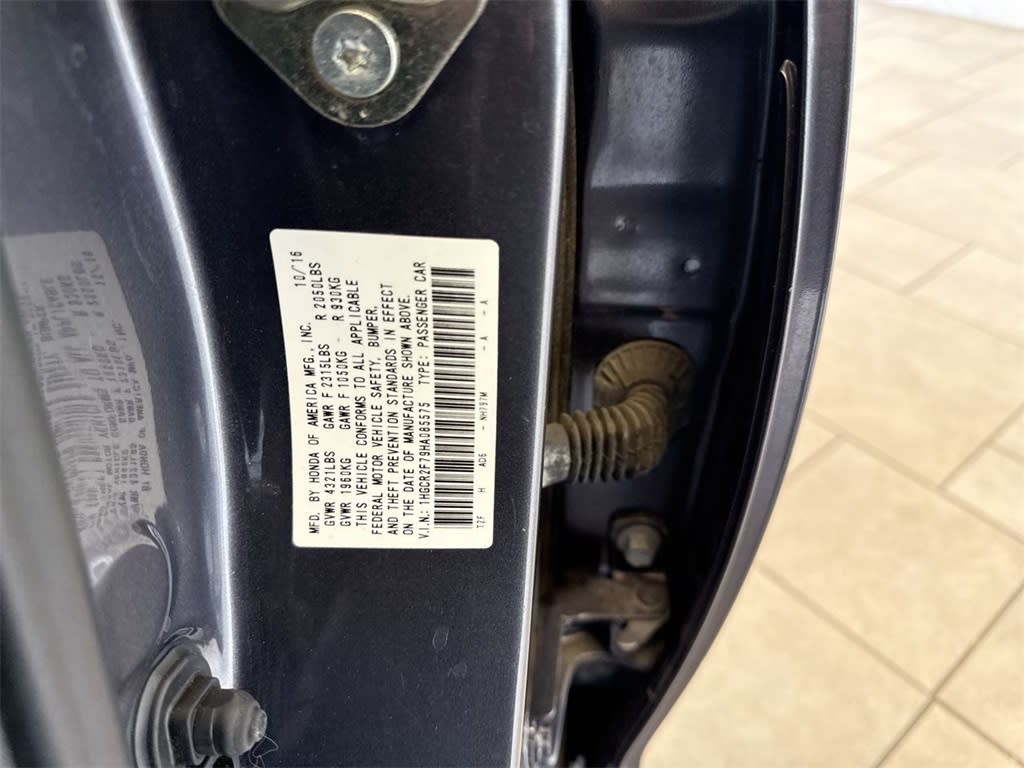 MFD. BY HONDA OF AMERICA MFG., INC. 10/16
GVWR 4321LBS GAWR F 2315LBS R 2050LBS
GVWR 1960KG GAWR F 1050KG R 930KG
THIS VEHICLE CONFORMS TO ALL APPLICABLE
FEDERAL MOTOR VEHICLE SAFETY, BUMPER,
AND THEFT PREVENTION STANDARDS IN EFFECT
ON THE DATE OF MANUFACTURE SHOWN ABOVE.
V.I.N.: 1HGCR2F79HA085575 TYPE: PASSENGER CAR
T2F H AD6 - NH797M - A - A